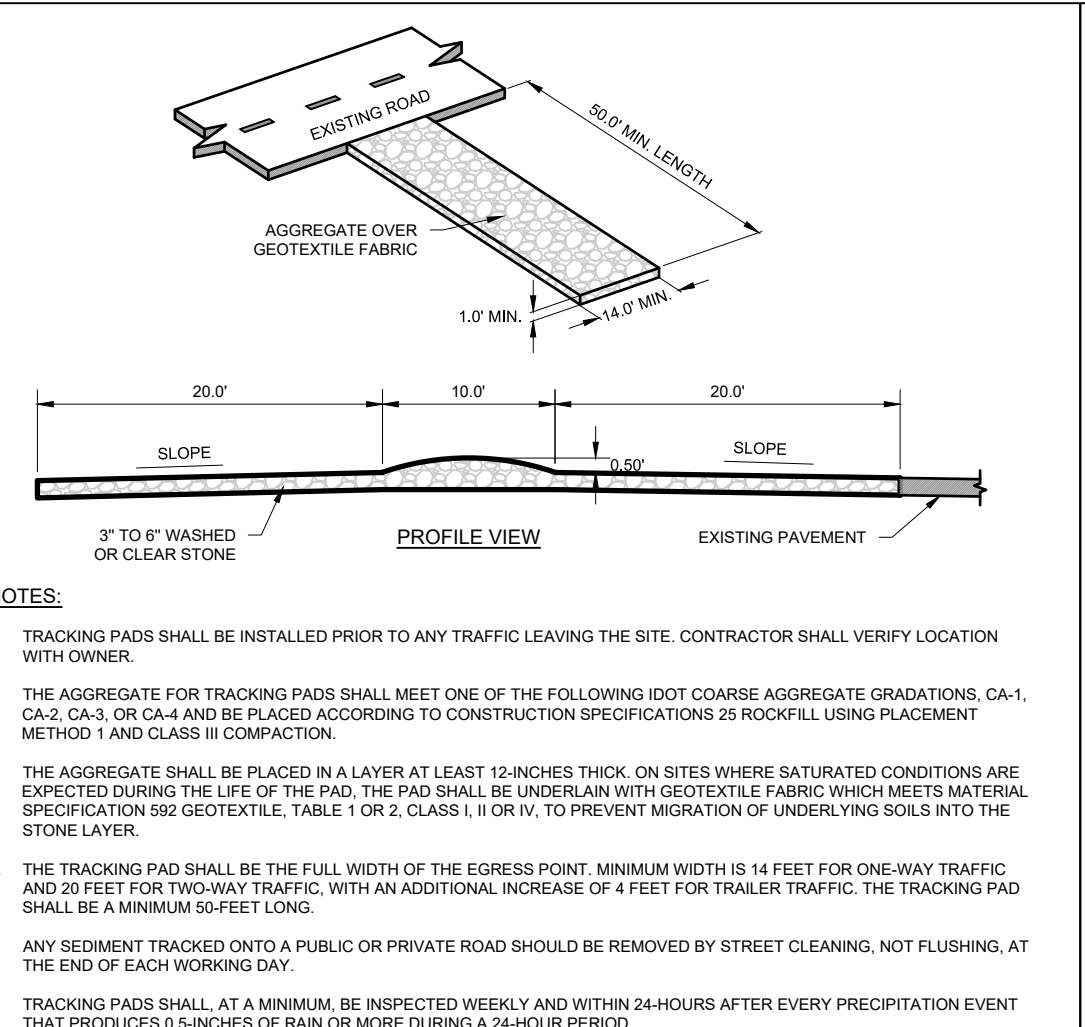 EXISTING ROAD
50.0' MIN. LENGTH
AGGREGATE OVER
GEOTEXTILE FABRIC
1.0' MIN.
14.0' MIN.
20.0'
10.0'
20.0'
SLOPE
0.50'
SLOPE
3" TO 6" WASHED
OR CLEAR STONE
PROFILE VIEW
EXISTING PAVEMENT
NOTES:
TRACKING PADS SHALL BE INSTALLED PRIOR TO ANY TRAFFIC LEAVING THE SITE. CONTRACTOR SHALL VERIFY LOCATION
WITH OWNER.
THE AGGREGATE FOR TRACKING PADS SHALL MEET ONE OF THE FOLLOWING IDOT COARSE AGGREGATE GRADATIONS, CA-1,
CA-2, CA-3, OR CA-4 AND BE PLACED ACCORDING TO CONSTRUCTION SPECIFICATIONS 25 ROCKFILL USING PLACEMENT
METHOD 1 AND CLASS III COMPACTION.
THE AGGREGATE SHALL BE PLACED IN A LAYER AT LEAST 12-INCHES THICK. ON SITES WHERE SATURATED CONDITIONS ARE
EXPECTED DURING THE LIFE OF THE PAD, THE PAD SHALL BE UNDERLAIN WITH GEOTEXTILE FABRIC WHICH MEETS MATERIAL
SPECIFICATION 592 GEOTEXTILE, TABLE 1 OR 2, CLASS I, II OR IV, TO PREVENT MIGRATION OF UNDERLYING SOILS INTO THE
STONE LAYER.
THE TRACKING PAD SHALL BE THE FULL WIDTH OF THE EGRESS POINT. MINIMUM WIDTH IS 14 FEET FOR ONE-WAY TRAFFIC
AND 20 FEET FOR TWO-WAY TRAFFIC, WITH AN ADDITIONAL INCREASE OF 4 FEET FOR TRAILER TRAFFIC. THE TRACKING PAD
SHALL BE A MINIMUM 50-FEET LONG.
ANY SEDIMENT TRACKED ONTO A PUBLIC OR PRIVATE ROAD SHOULD BE REMOVED BY STREET CLEANING, NOT FLUSHING, AT
THE END OF EACH WORKING DAY.
TRACKING PADS SHALL, AT A MINIMUM, BE INSPECTED WEEKLY AND WITHIN 24-HOURS AFTER EVERY PRECIPITATION EVENT
THAT PRODUCES 0.5-INCHES OF RAIN OR MORE DURING A 24-HOUR PERIOD